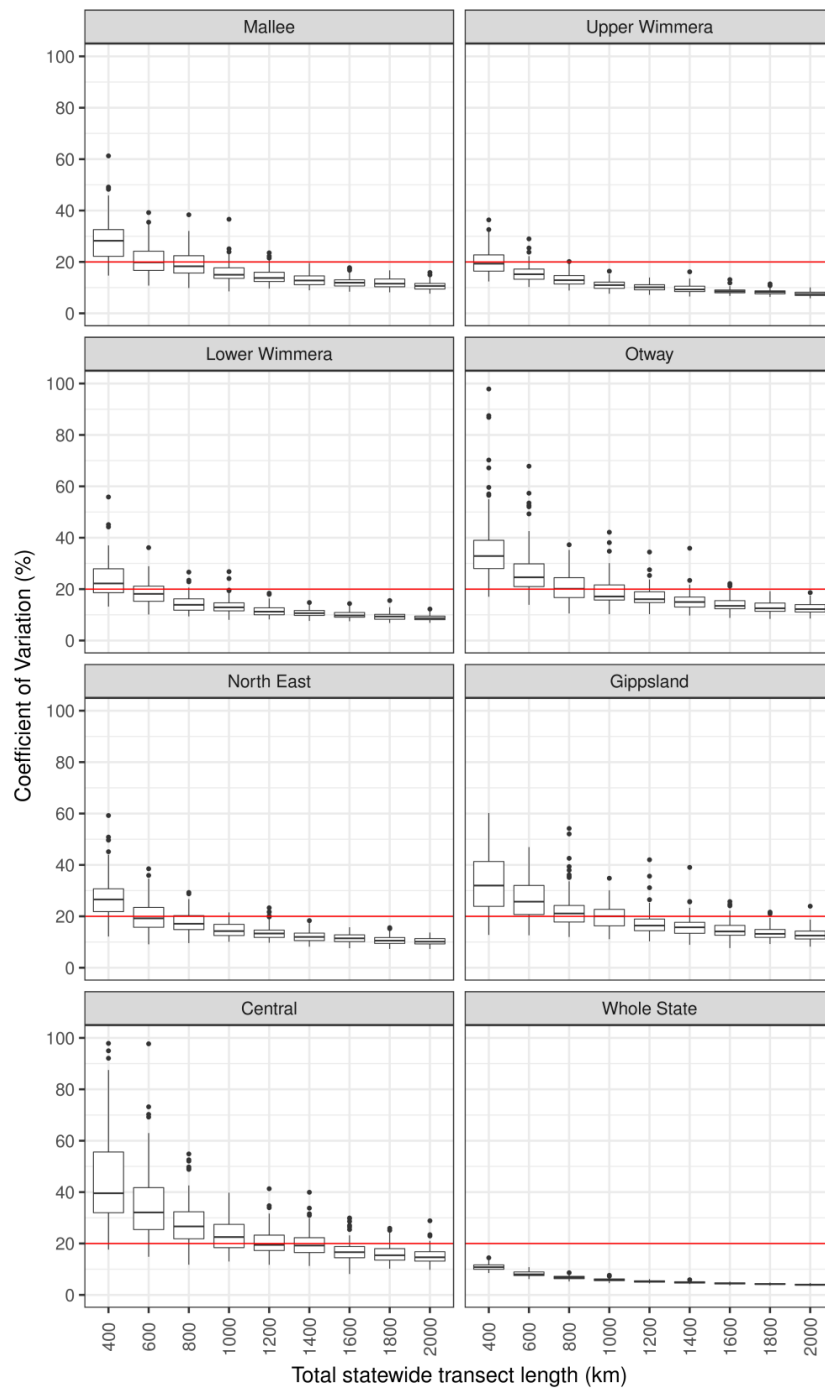 Mallee
Upper Wimmera
100
80
60
40
20
0
Lower Wimmera
Otway
100
80
60
40
20
0
Coefficient of Variation (%)
North East
Gippsland
100
80
60
40
20
0
Central
Whole State
100
80
60
40
20
0
400 600 800 1000 1200 1400 1600 1800 2000
400 600 800 1000 1200 1400 1600 1800 2000
Total statewide transect length (km)